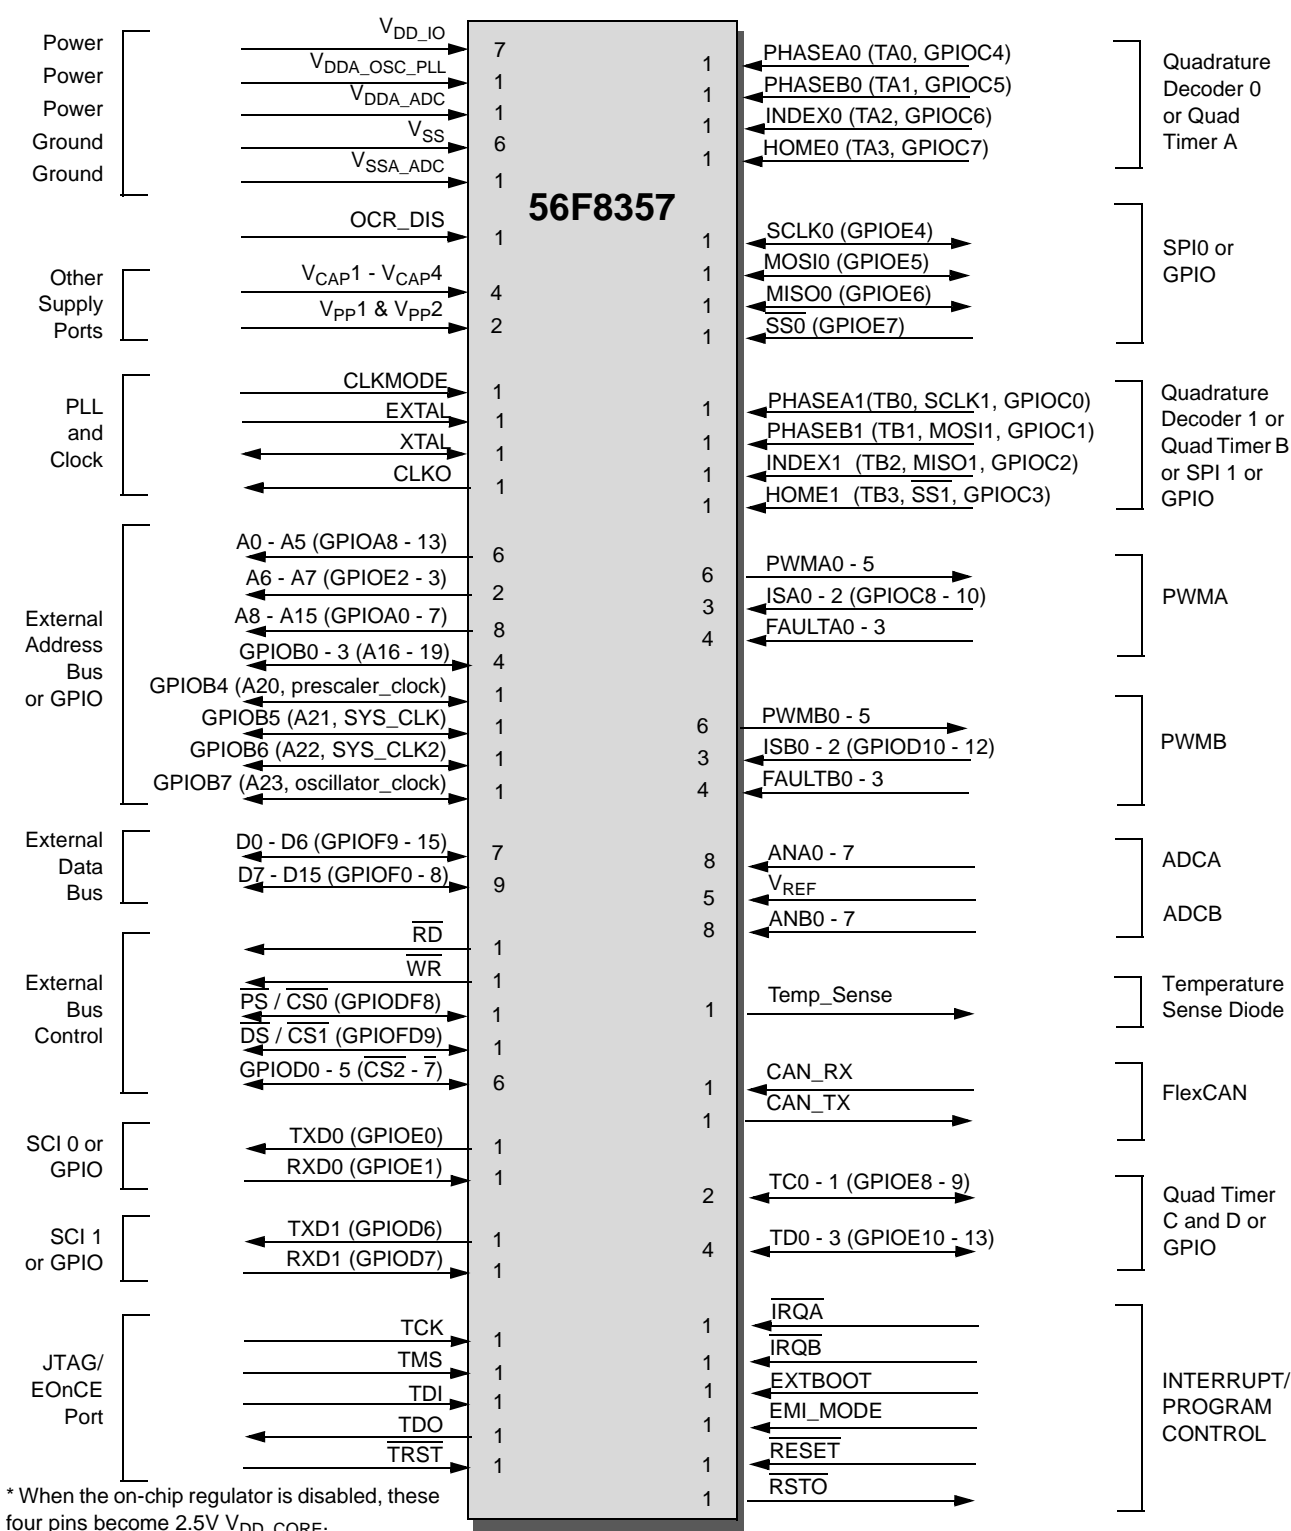 56F8357
Power
Power
Power
Ground
Ground
VDD_IO
7
VDDA_OSC_PLL
1
VDDA_ADC
1
VSS
6
VSSA_ADC
1
OCR_DIS
1
Other
Supply
Ports
VCAP1 - VCAP4
4
VPP1 & VPP2
2
PLL
and
Clock
CLKMODE
1
EXTAL
1
XTAL
1
CLKO
1
External
Address
Bus
or GPIO
A0 - A5 (GPIOA8 - 13)
6
A6 - A7 (GPIOE2 - 3)
2
A8 - A15 (GPIOA0 - 7)
8
GPIOB0 - 3 (A16 - 19)
4
GPIOB4 (A20, prescaler_clock)
1
GPIOB5 (A21, SYS_CLK)
1
GPIOB6 (A22, SYS_CLK2)
1
GPIOB7 (A23, oscillator_clock)
1
External
Data
Bus
D0 - D6 (GPIOF9 - 15)
7
D7 - D15 (GPIOF0 - 8)
9
External
Bus
Control
RD
1
WR
1
PS / CS0 (GPIODF8)
1
DS / CS1 (GPIOFD9)
1
GPIOD0 - 5 (CS2 - 7)
6
SCI 0 or
GPIO
TXD0 (GPIOE0)
1
RXD0 (GPIOE1)
1
SCI 1
or GPIO
TXD1 (GPIOD6)
1
RXD1 (GPIOD7)
1
JTAG/
EOnCE
Port
TCK
1
TMS
1
TDI
1
TDO
1
TRST
1
* When the on-chip regulator is disabled, these
four pins become 2.5V VDD_CORE.
1
PHASEA0 (TA0, GPIOC4)
1
PHASEB0 (TA1, GPIOC5)
1
INDEX0 (TA2, GPIOC6)
1
HOME0 (TA3, GPIOC7)
Quadrature
Decoder 0
or Quad
Timer A
1
SCLK0 (GPIOE4)
1
MOSI0 (GPIOE5)
1
MISO0 (GPIOE6)
1
SS0 (GPIOE7)
SPI0 or
GPIO
1
PHASEA1(TB0, SCLK1, GPIOC0)
1
PHASEB1 (TB1, MOSI1, GPIOC1)
1
INDEX1 (TB2, MISO1, GPIOC2)
1
HOME1 (TB3, SS1, GPIOC3)
Quadrature
Decoder 1 or
Quad Timer B
or SPI 1 or
GPIO
6
PWMA0 - 5
3
ISA0 - 2 (GPIOC8 - 10)
4
FAULTA0 - 3
PWMA
6
PWMB0 - 5
3
ISB0 - 2 (GPIOD10 - 12)
4
FAULTB0 - 3
PWMB
8
ANA0 - 7
5
VREF
8
ANB0 - 7
ADCA
ADCB
1
Temp_Sense
Temperature
Sense Diode
1
CAN_RX
1
CAN_TX
FlexCAN
2
TC0 - 1 (GPIOE8 - 9)
4
TD0 - 3 (GPIOE10 - 13)
Quad Timer
C and D or
GPIO
1
IRQA
1
IRQB
1
EXTBOOT
1
EMI_MODE
1
RESET
1
RSTO
INTERRUPT/
PROGRAM
CONTROL